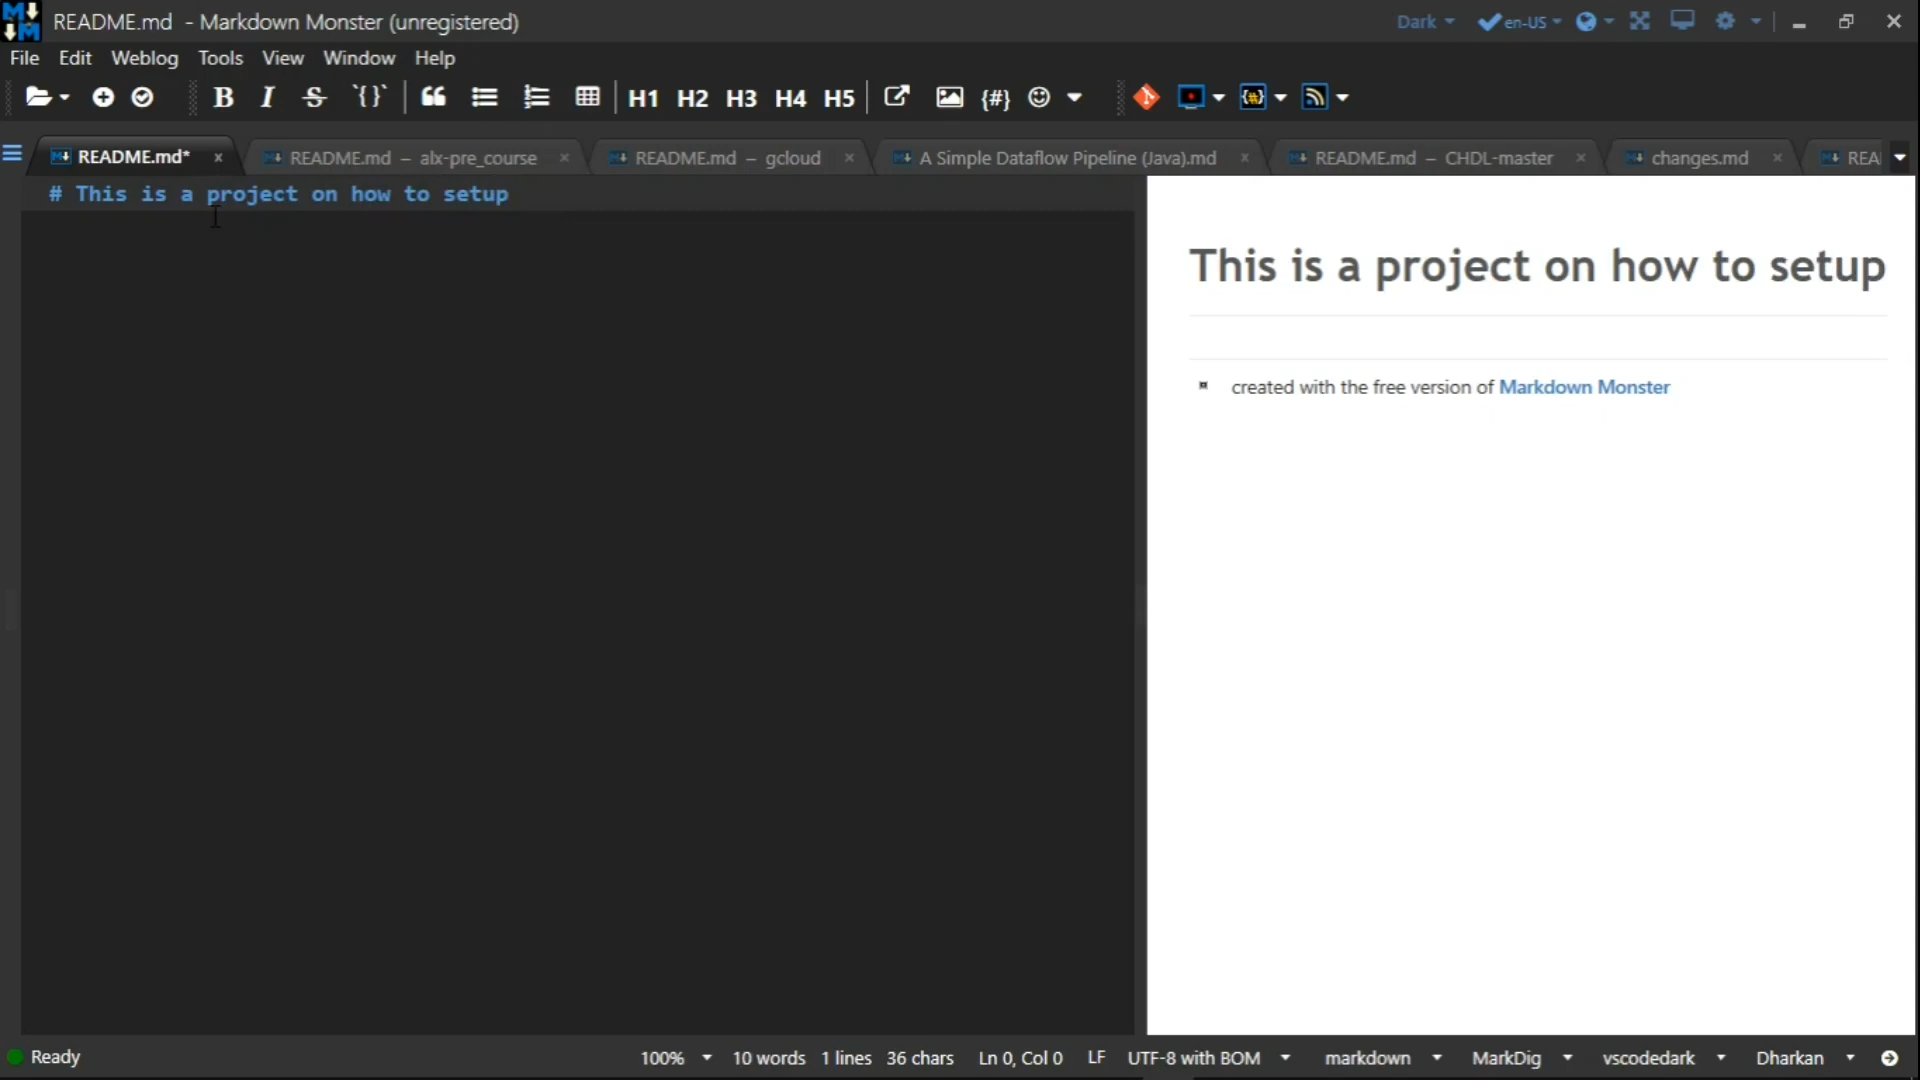 README.md - Markdown Monster (unregistered)
Dark en-US
File Edit Weblog Tools View Window Help
B I S `{}` H1 H2 H3 H4 H5 {#} {#}
README.md* README.md – alx-pre_course README.md – gcloud A Simple Dataflow Pipeline (Java).md README.md – CHDL-master changes.md REA
# This is a project on how to setup
This is a project on how to setup
created with the free version of Markdown Monster
Ready 100% 10 words 1 lines 36 chars Ln 0, Col 0 LF UTF-8 with BOM markdown MarkDig vscodedark Dharkan